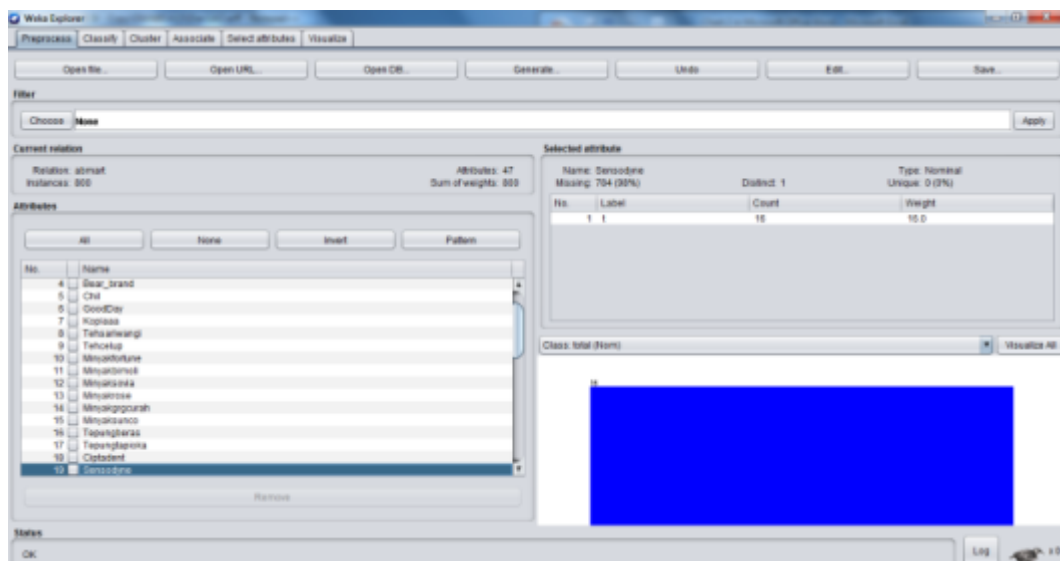 Weka Explorer
Preprocess Classify Cluster Associate Select attributes Visualize
Open file... Open URL... Open DB... Generate... Undo Edit... Save...
Filter
Choose None Apply
Current relation
Relation: abmart Attributes: 47
Instances: 800 Sum of weights: 800
Attributes
All None Invert Pattern
No. Name
4 Bear_brand
5 Chil
6 GoodDay
7 Kopiaaa
8 Tehsariwangi
9 Tehcelup
10 Minyakfortune
11 Minyakbimoli
12
13 Minyakrose
14
15 Minyaksunco
16 Tepungberas
17 Tepungtapioka
18 Ciptadent
19 Sensodyne
Remove
Selected attribute
Name: Sensodyne Type: Nominal
Missing: 784 (98%) Distinct: 1 Unique: 0 (0%)
No. Label Count Weight
1 t 16 16.0
Class: total (Nom) Visualize All
16
Status
OK
Log x 0